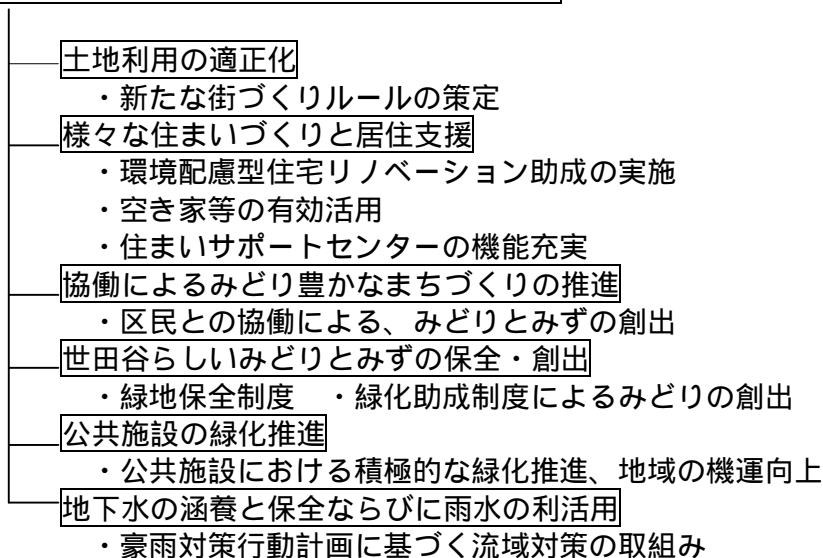 土地利用の適正化
・新たな街づくりルールの策定
様々な住まいづくりと居住支援
・環境配慮型住宅リノベーション助成の実施
・空き家等の有効活用
・住まいサポートセンターの機能充実
協働によるみどり豊かなまちづくりの推進
・区民との協働による、みどりとみずの創出
世田谷らしいみどりとみずの保全・創出
・緑地保全制度　・緑化助成制度によるみどりの創出
公共施設の緑化推進
・公共施設における積極的な緑化推進、地域の機運向上
地下水の涵養と保全ならびに雨水の利活用
・豪雨対策行動計画に基づく流域対策の取組み